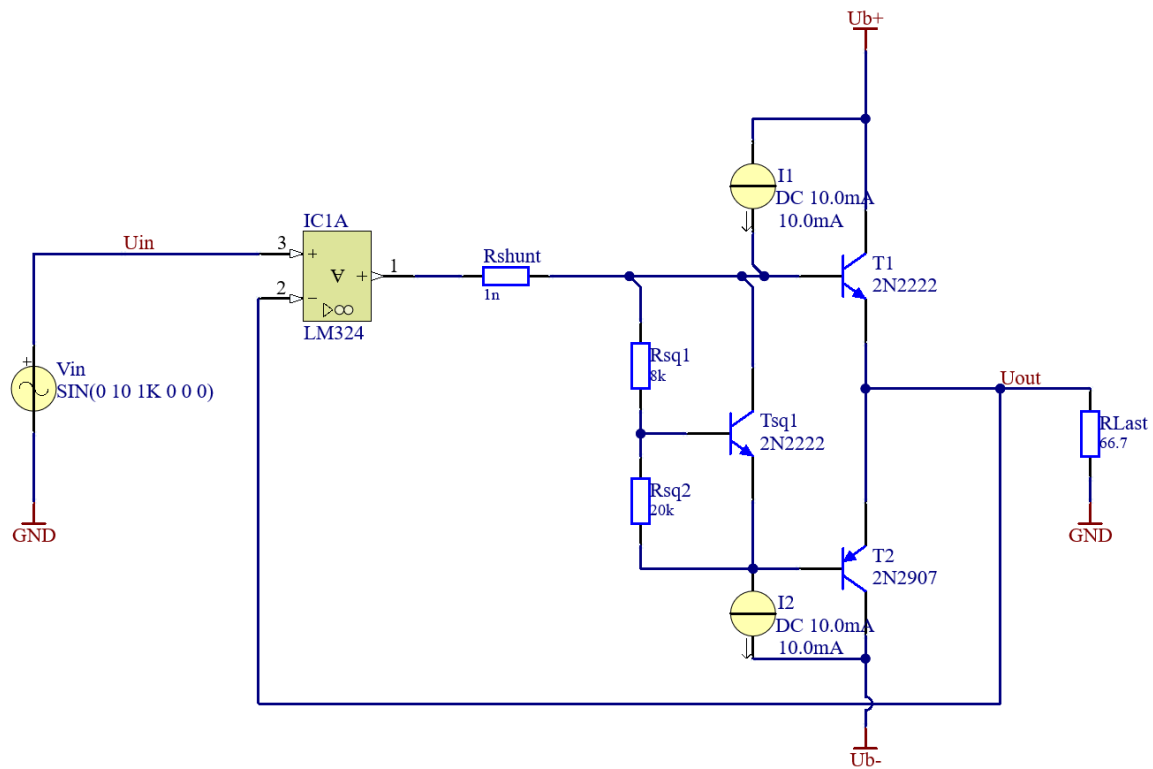 Ub+
I1
DC 10.0mA
10.0mA
IC1A
Uin
3
+
A
+
1
2
−
▷∞
LM324
Rshunt
1n
T1
2N2222
Vin
+
SIN(0 10 1K 0 0 0)
Rsq1
8k
Uout
Tsq1
2N2222
RLast
66.7
Rsq2
20k
GND
GND
T2
2N2907
I2
DC 10.0mA
10.0mA
Ub-